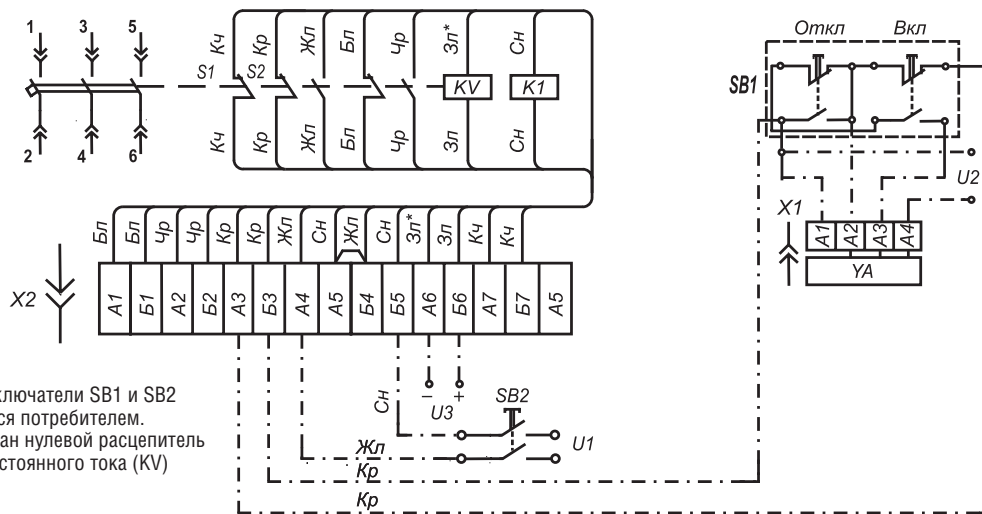 1 3 5
2 4 6
S1 S2
Кч Кр Жл Бл Чр Зл* Сн
KV K1
Кч Кр Жл Бл Чр Зл Сн
Откл Вкл
SB1
U2
X1
A1 A2 A3 A4
YA
Бл Бл Чр Чр Кр Кр Жл Сн Жл Сн Зл* Зл Кч Кч
X2
А1 Б1 А2 Б2 А3 Б3 А4 А5 Б4 Б5 А6 Б6 А7 Б7 А5
ключатели SB1 и SB2
ся потребителем.
ан нулевой расцепитель
стоянного тока (KV)
Сн
– +
U3
SB2
U1
Жл
Кр
Кр